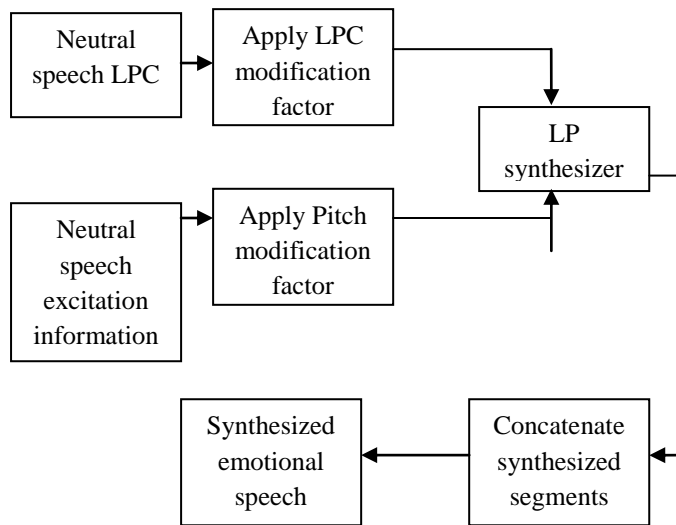 Neutral
speech LPC
Apply LPC
modification
factor
LP
synthesizer
Neutral
speech
excitation
information
Apply Pitch
modification
factor
Synthesized
emotional
speech
Concatenate
synthesized
segments